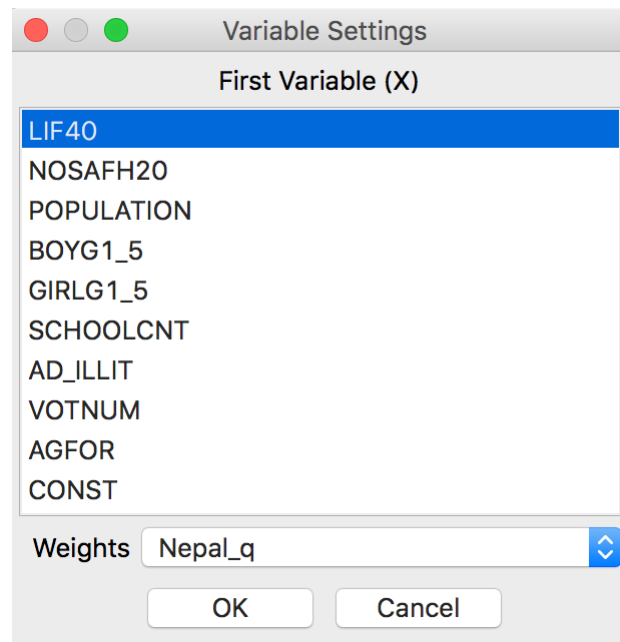 Variable Settings
First Variable (X)
LIF40
NOSAFH20
POPULATION
BOYG1_5
GIRLG1_5
SCHOOLCNT
AD_ILLIT
VOTNUM
AGFOR
CONST
Weights Nepal_q
OK Cancel